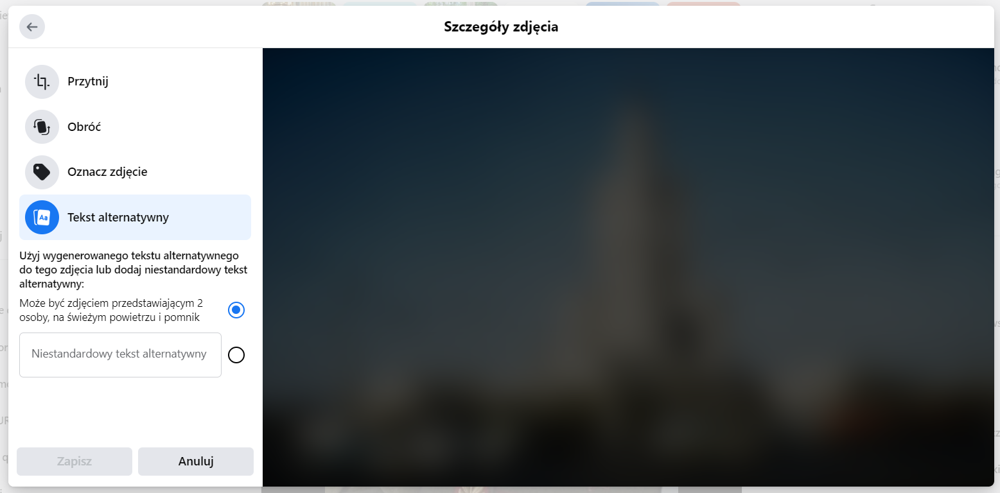 Szczegóły zdjęcia
Przytnij
Obróć
Oznacz zdjęcie
Aa
Tekst alternatywny
Użyj wygenerowanego tekstu alternatywnego
do tego zdjęcia lub dodaj niestandardowy tekst
alternatywny:
Może być zdjęciem przedstawiającym 2
osoby, na świeżym powietrzu i pomnik
Niestandardowy tekst alternatywny
Zapisz
Anuluj